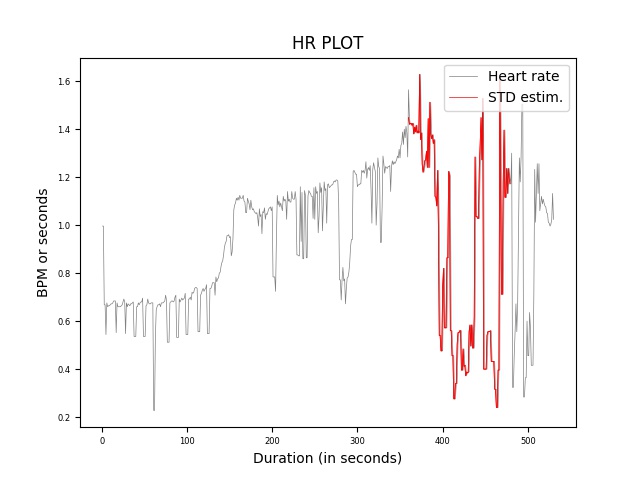 HR PLOT
Heart rate
STD estim.
BPM or seconds
1.6
1.4
1.2
1.0
0.8
0.6
0.4
0.2
0 100 200 300 400 500
Duration (in seconds)